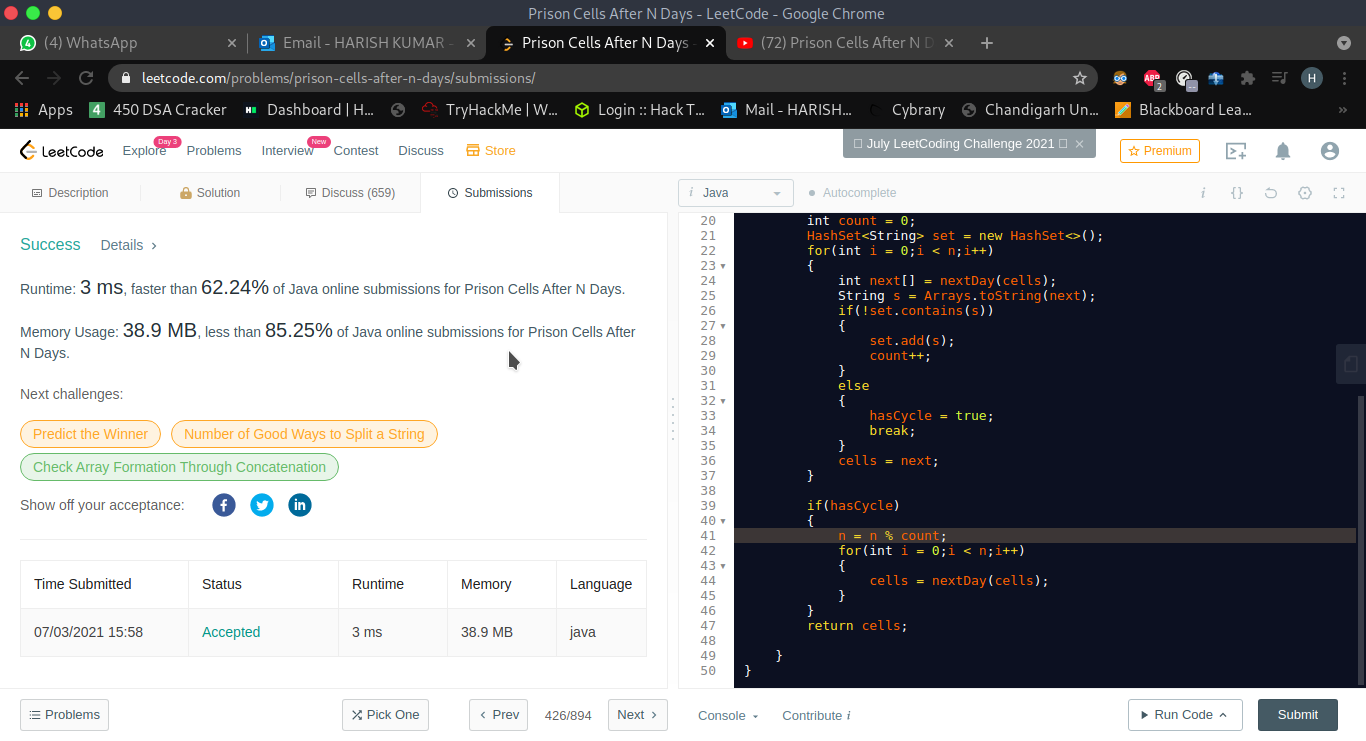 Prison Cells After N Days - LeetCode - Google Chrome
(4) WhatsApp
Email - HARISH KUMAR -
Prison Cells After N Days -
(72) Prison Cells After N D
leetcode.com/problems/prison-cells-after-n-days/submissions/
ABP
2
H
Apps
4 450 DSA Cracker
Dashboard | H...
TryHackMe | W...
Login :: Hack T...
Mail - HARISH...
Cybrary
Chandigarh Un...
Blackboard Lea...
»
LeetCode
Explore
Day 3
Problems
Interview
New
Contest
Discuss
Store
July LeetCoding Challenge 2021
Premium
Description
Solution
Discuss (659)
Submissions
i Java
Autocomplete
Success Details
Runtime: 3 ms, faster than 62.24% of Java online submissions for Prison Cells After N Days.
Memory Usage: 38.9 MB, less than 85.25% of Java online submissions for Prison Cells After
N Days.
Next challenges:
Predict the Winner
Number of Good Ways to Split a String
Check Array Formation Through Concatenation
Show off your acceptance:
Time Submitted Status Runtime Memory Language
07/03/2021 15:58 Accepted 3 ms 38.9 MB java
20 int count = 0;
21 HashSet<String> set = new HashSet<>();
22 for(int i = 0;i < n;i++)
23 {
24 int next[] = nextDay(cells);
25 String s = Arrays.toString(next);
26 if(!set.contains(s))
27 {
28 set.add(s);
29 count++;
30 }
31 else
32 {
33 hasCycle = true;
34 break;
35 }
36 cells = next;
37 }
38
39 if(hasCycle)
40 {
41 n = n % count;
42 for(int i = 0;i < n;i++)
43 {
44 cells = nextDay(cells);
45 }
46 }
47 return cells;
48
49 }
50 }
Problems
Pick One
Prev
426/894
Next
Console
Contribute i
Run Code
Submit